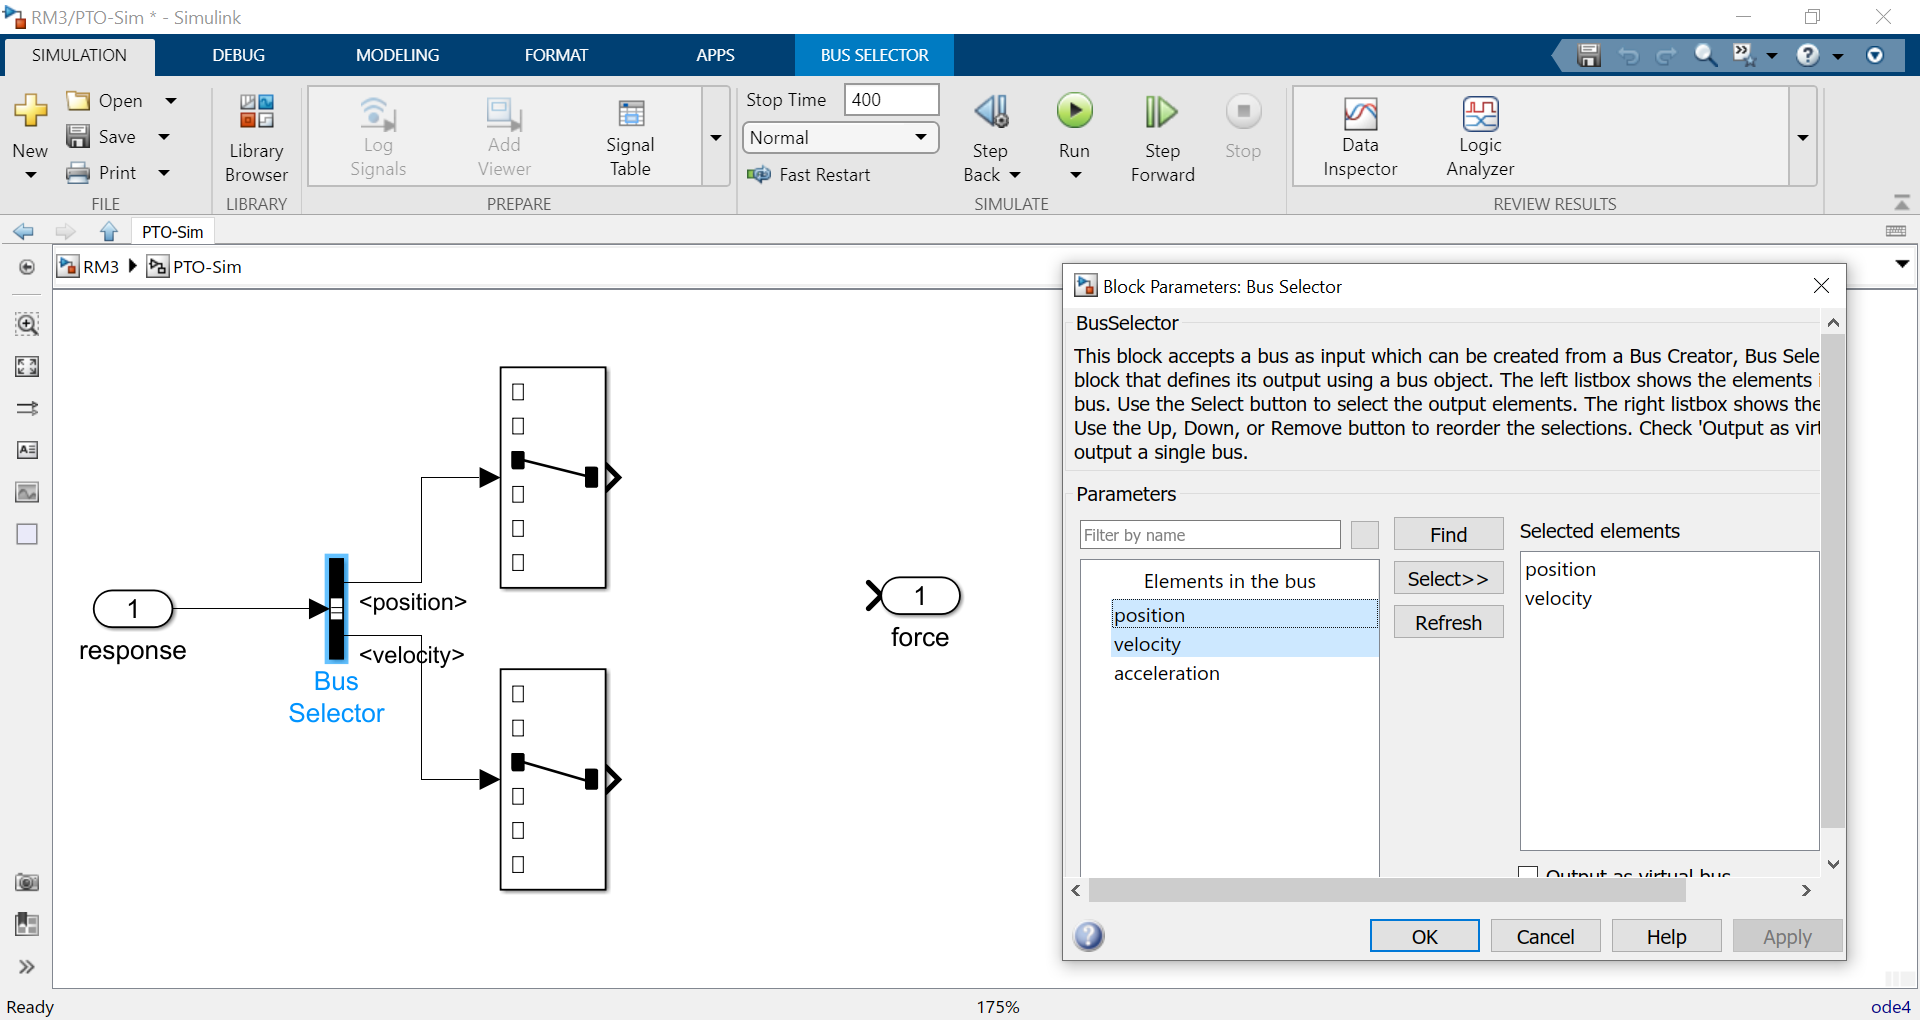 RM3/PTO-Sim * - Simulink
SIMULATION DEBUG MODELING FORMAT APPS BUS SELECTOR
New
Open
Save
Print
FILE
Library
Browser
LIBRARY
Log
Signals
Add
Viewer
Signal
Table
PREPARE
Stop Time 400
Normal
Fast Restart
Step
Back
Run
Step
Forward
Stop
SIMULATE
Data
Inspector
Logic
Analyzer
REVIEW RESULTS
PTO-Sim
RM3 PTO-Sim
1
response
<position>
<velocity>
Bus
Selector
1
force
Block Parameters: Bus Selector
BusSelector
This block accepts a bus as input which can be created from a Bus Creator, Bus Sele
block that defines its output using a bus object. The left listbox shows the elements i
bus. Use the Select button to select the output elements. The right listbox shows the
Use the Up, Down, or Remove button to reorder the selections. Check 'Output as virt
output a single bus.
Parameters
Filter by name
Elements in the bus
position
velocity
acceleration
Find
Select>>
Refresh
Selected elements
position
velocity
Output as virtual bus
OK Cancel Help Apply
Ready 175% ode4